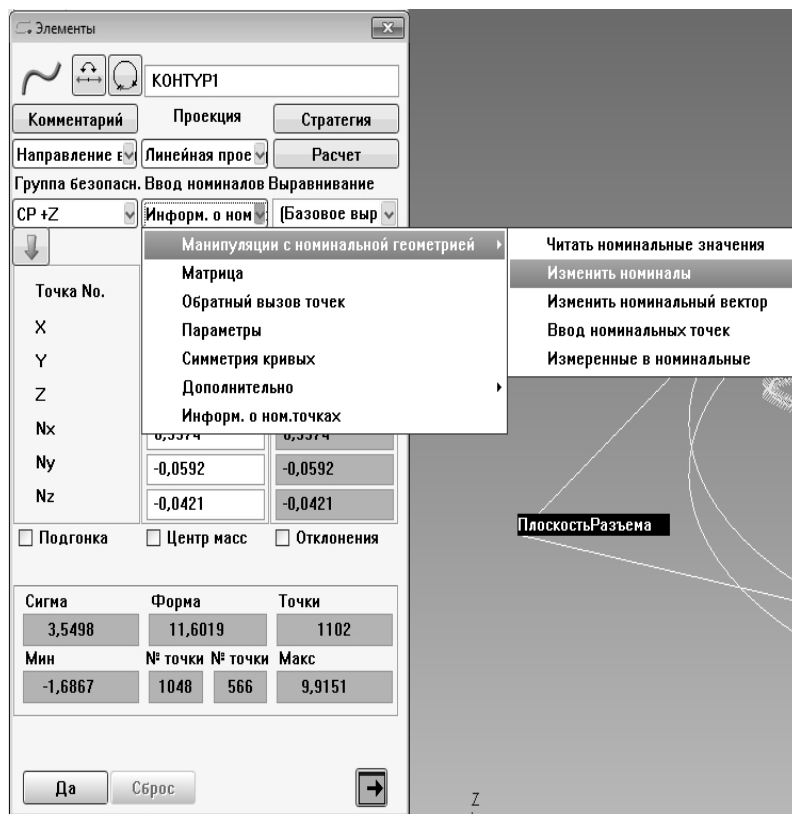 Элементы
КОНТУР1
Комментарий Проекция Стратегия
Направление в Линейная прое Расчет
Группа безопасн. Ввод номиналов Выравнивание
СР +Z Информ. о ном (Базовое выр
Манипуляции с номинальной геометрией
Матрица
Обратный вызов точек
Параметры
Симметрия кривых
Дополнительно
Информ. о ном.точках
Читать номинальные значения
Изменить номиналы
Изменить номинальный вектор
Ввод номинальных точек
Измеренные в номинальные
Точка No.
X
Y
Z
Nx
Ny -0,0592 -0,0592
Nz -0,0421 -0,0421
Подгонка Центр масс Отклонения
Сигма Форма Точки
3,5498 11,6019 1102
Мин № точки № точки Макс
-1,6867 1048 566 9,9151
Да Сброс
ПлоскостьРазъема
Z